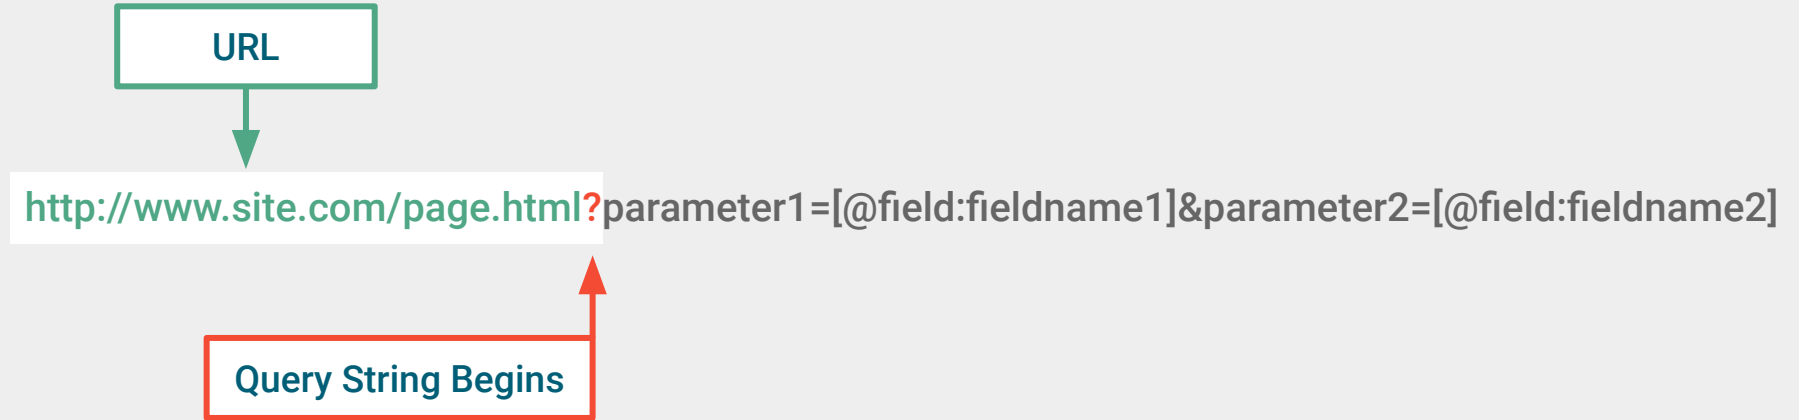 URL
http://www.site.com/page.html?parameter1=[@field:fieldname1]&parameter2=[@field:fieldname2]
Query String Begins